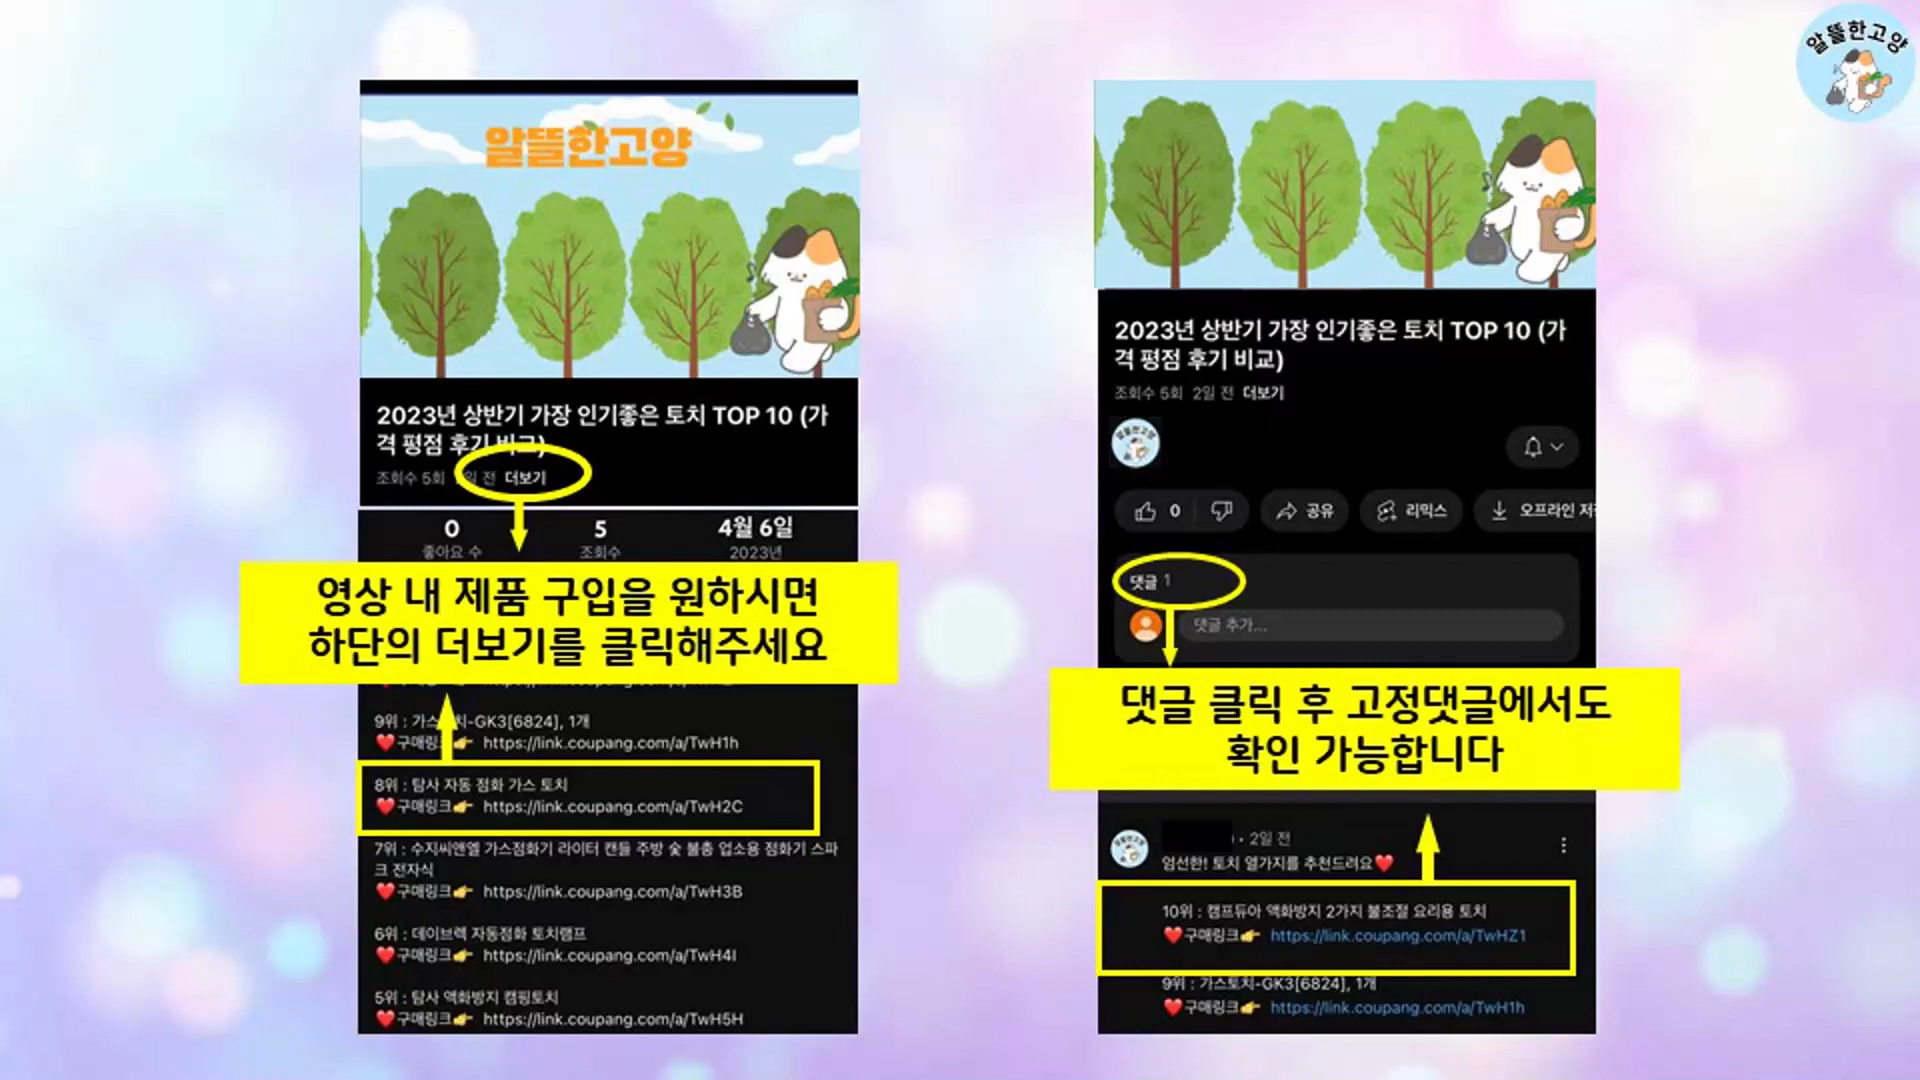 알뜰한고양
알뜰한고양
2023년 상반기 가장 인기좋은 토치 TOP 10 (가
격 평점 후기 비교)
조회수 5회 일 전 더보기
0 5 4월 6일
좋아요 수 조회수 2023년
영상 내 제품 구입을 원하시면
하단의 더보기를 클릭해주세요
9위 : 가스토치-GK3[6824], 1개
❤️구매링크👉 https://link.coupang.com/a/TwH1h
8위 : 탐사 자동 점화 가스 토치
❤️구매링크👉 https://link.coupang.com/a/TwH2C
7위 : 수지씨앤엘 가스점화기 라이터 캔들 주방 숯 불총 업소용 점화기 스파
크 전자식
❤️구매링크👉 https://link.coupang.com/a/TwH3B
6위 : 데이브렉 자동점화 토치램프
❤️구매링크👉 https://link.coupang.com/a/TwH4I
5위 : 탐사 액화방지 캠핑토치
❤️구매링크👉 https://link.coupang.com/a/TwH5H
2023년 상반기 가장 인기좋은 토치 TOP 10 (가
격 평점 후기 비교)
조회수 5회 2일 전 더보기
알뜰한고양
0 공유 리믹스 오프라인 저
댓글 1
댓글 추가...
댓글 클릭 후 고정댓글에서도
확인 가능합니다
알뜰한고양
• 2일 전
엄선한! 토치 열가지를 추천드려요❤️
10위 : 캠프듀아 액화방지 2가지 불조절 요리용 토치
❤️구매링크👉 https://link.coupang.com/a/TwHZ1
9위 : 가스토치-GK3[6824], 1개
❤️구매링크👉 https://link.coupang.com/a/TwH1h